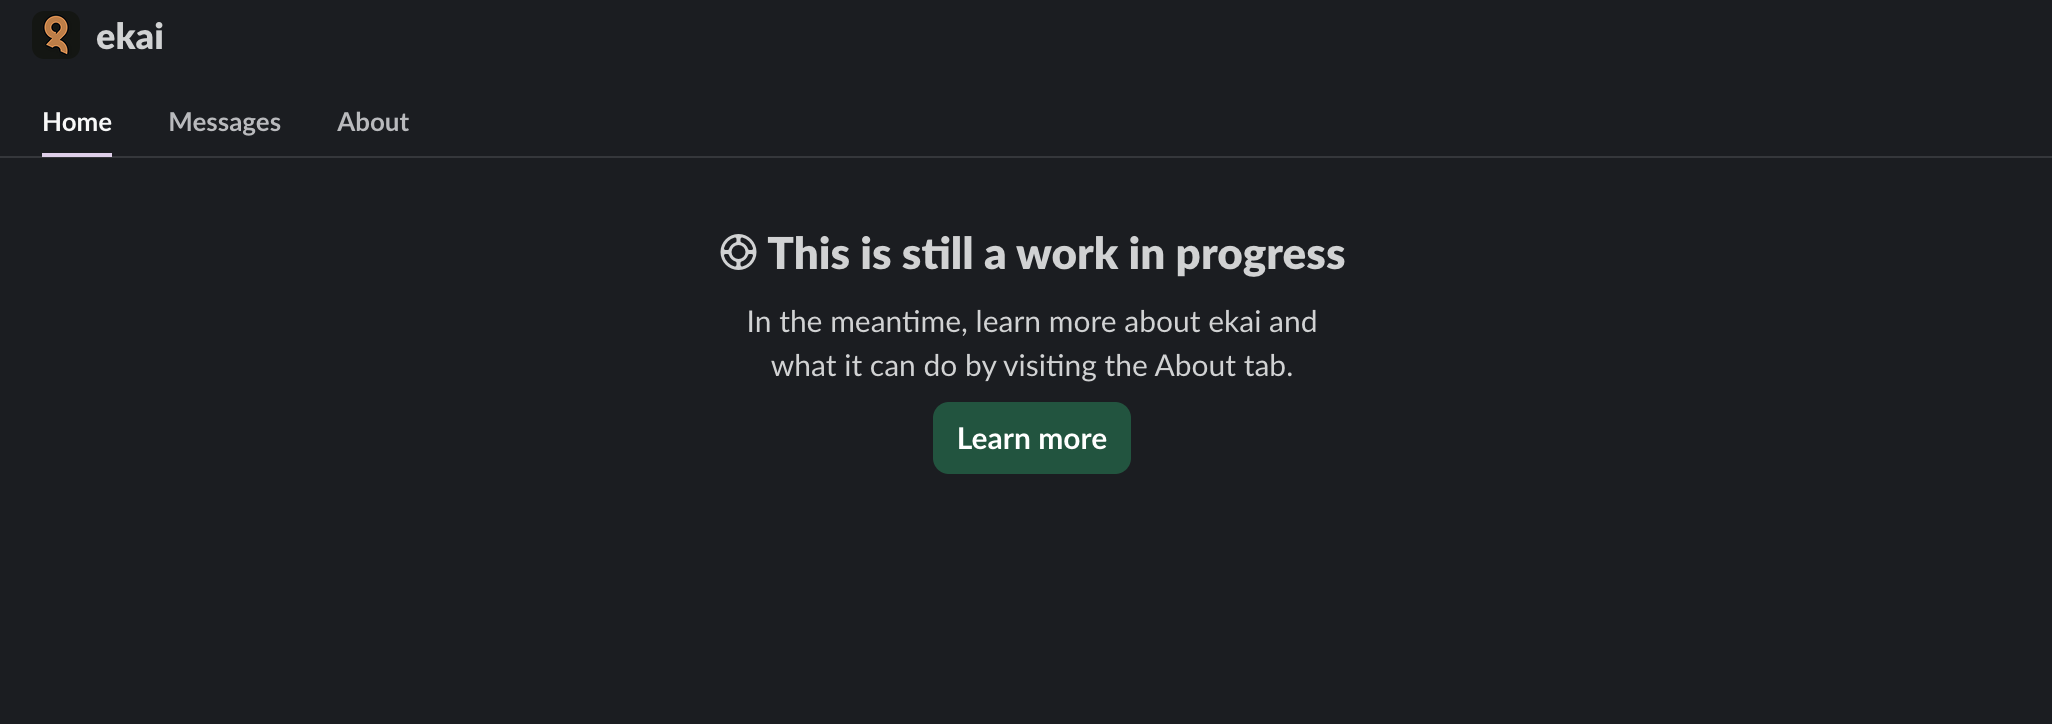 ekai
Home
Messages
About
This is still a work in progress
In the meantime, learn more about ekai and
what it can do by visiting the About tab.
Learn more